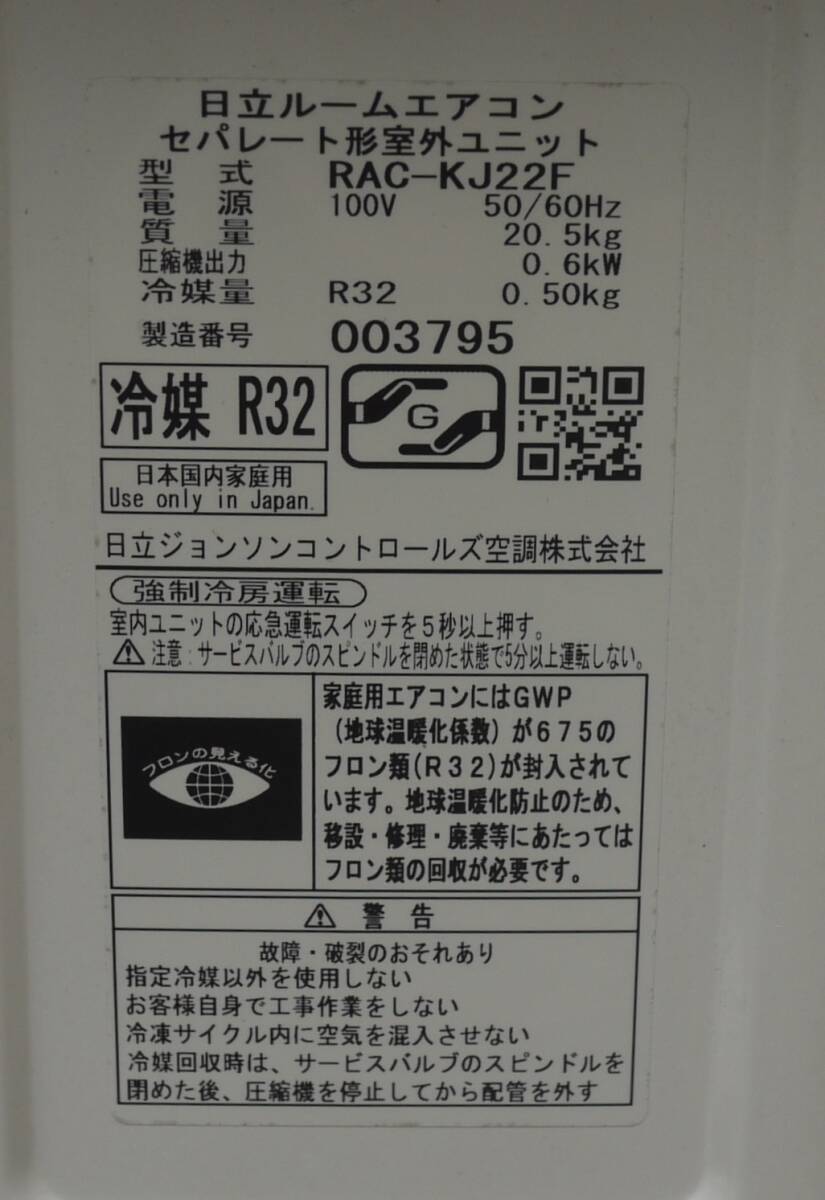 日立ルームエアコン
セパレート形室外ユニット
型式 RAC-KJ22F
電源 100V 50/60Hz
質量 20.5kg
圧縮機出力 0.6kW
冷媒量 R32 0.50kg
製造番号 003795
冷媒 R32
G
日本国内家庭用
Use only in Japan.
日立ジョンソンコントロールズ空調株式会社
強制冷房運転
室内ユニットの応急運転スイッチを5秒以上押す。
⚠ 注意:サービスバルブのスピンドルを閉めた状態で5分以上運転しない。
フロンの見える化
家庭用エアコンにはGWP
(地球温暖化係数)が675の
フロン類(R32)が封入されて
います。地球温暖化防止のため、
移設・修理・廃棄等にあたっては
フロン類の回収が必要です。
⚠ 警告
故障・破裂のおそれあり
指定冷媒以外を使用しない
お客様自身で工事作業をしない
冷凍サイクル内に空気を混入させない
冷媒回収時は、サービスバルブのスピンドルを
閉めた後、圧縮機を停止してから配管を外す